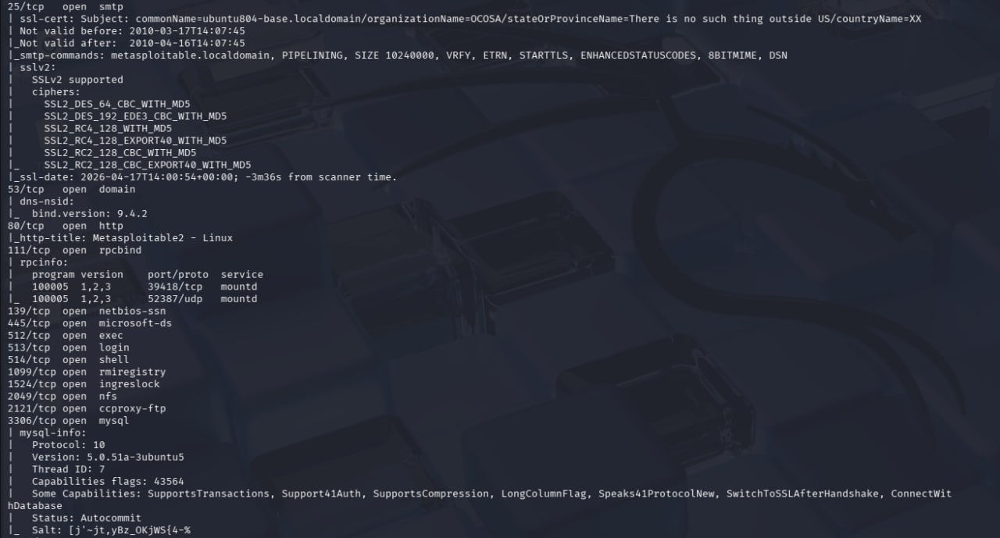 25/tcp   open  smtp
| ssl-cert: Subject: commonName=ubuntu804-base.localdomain/organizationName=OCOSA/stateOrProvinceName=There is no such thing outside US/countryName=XX
| Not valid before: 2010-03-17T14:07:45
|_Not valid after:  2010-04-16T14:07:45
|_smtp-commands: metasploitable.localdomain, PIPELINING, SIZE 10240000, VRFY, ETRN, STARTTLS, ENHANCEDSTATUSCODES, 8BITMIME, DSN
| sslv2:
|   SSLv2 supported
|   ciphers:
|     SSL2_DES_64_CBC_WITH_MD5
|     SSL2_DES_192_EDE3_CBC_WITH_MD5
|     SSL2_RC4_128_WITH_MD5
|     SSL2_RC4_128_EXPORT40_WITH_MD5
|     SSL2_RC2_128_CBC_WITH_MD5
|_    SSL2_RC2_128_CBC_EXPORT40_WITH_MD5
|_ssl-date: 2026-04-17T14:00:54+00:00; -3m36s from scanner time.
53/tcp   open  domain
| dns-nsid:
|_  bind.version: 9.4.2
80/tcp   open  http
|_http-title: Metasploitable2 - Linux
111/tcp  open  rpcbind
| rpcinfo:
|   program version    port/proto  service
|   100005  1,2,3      39418/tcp   mountd
|_  100005  1,2,3      52387/udp   mountd
139/tcp  open  netbios-ssn
445/tcp  open  microsoft-ds
512/tcp  open  exec
513/tcp  open  login
514/tcp  open  shell
1099/tcp open  rmiregistry
1524/tcp open  ingreslock
2049/tcp open  nfs
2121/tcp open  ccproxy-ftp
3306/tcp open  mysql
| mysql-info:
|   Protocol: 10
|   Version: 5.0.51a-3ubuntu5
|   Thread ID: 7
|   Capabilities flags: 43564
|   Some Capabilities: SupportsTransactions, Support41Auth, SupportsCompression, LongColumnFlag, Speaks41ProtocolNew, SwitchToSSLAfterHandshake, ConnectWit
hDatabase
|   Status: Autocommit
|_  Salt: [j'~jt,yBz_OKjWS{4-%